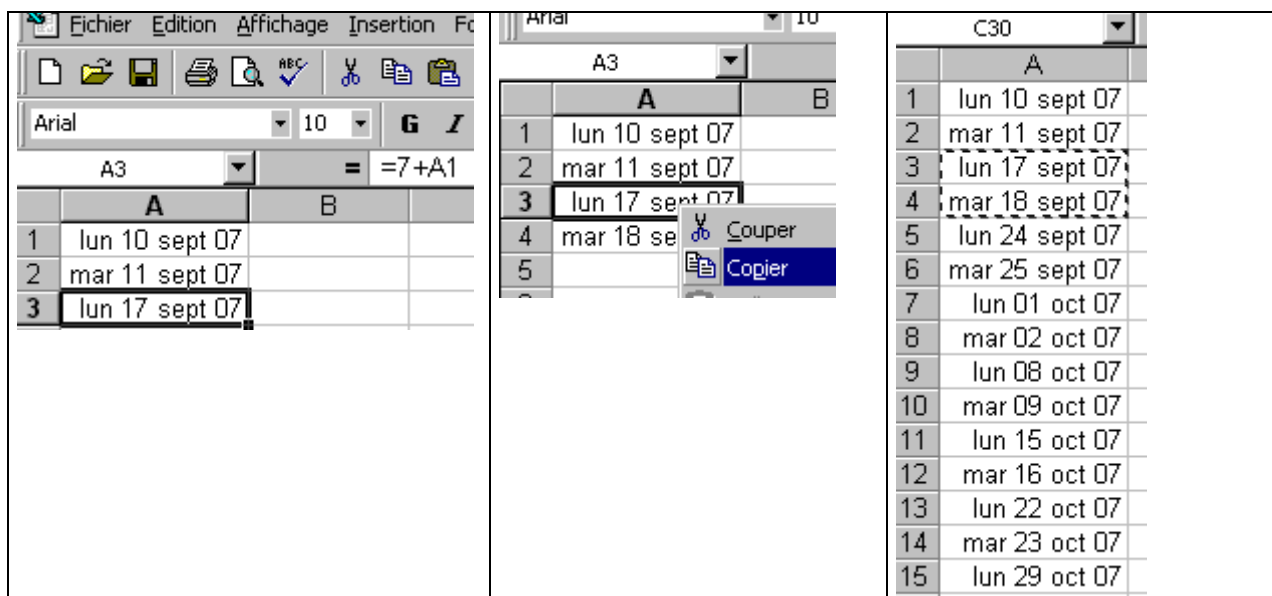 Fichier Edition Affichage Insertion Fo
ABC
Arial 10 G I
A3 = =7+A1
A B
1 lun 10 sept 07
2 mar 11 sept 07
3 lun 17 sept 07
Arial 10
A3
A B
1 lun 10 sept 07
2 mar 11 sept 07
3 lun 17 sept 07
4 mar 18 se
5
Couper
Copier
C30
A
1 lun 10 sept 07
2 mar 11 sept 07
3 lun 17 sept 07
4 mar 18 sept 07
5 lun 24 sept 07
6 mar 25 sept 07
7 lun 01 oct 07
8 mar 02 oct 07
9 lun 08 oct 07
10 mar 09 oct 07
11 lun 15 oct 07
12 mar 16 oct 07
13 lun 22 oct 07
14 mar 23 oct 07
15 lun 29 oct 07